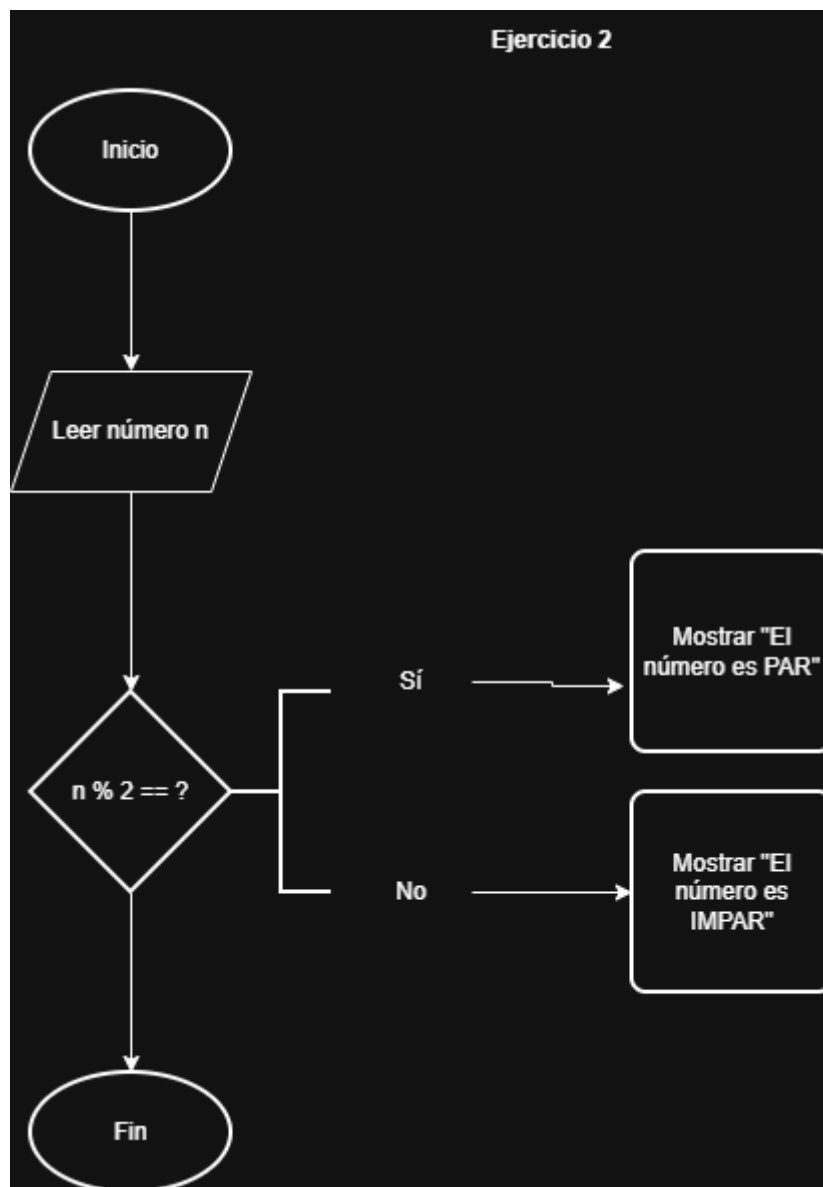 Ejercicio 2
Inicio
Leer número n
n % 2 == ?
Sí
Mostrar "El
número es PAR"
No
Mostrar "El
número es
IMPAR"
Fin